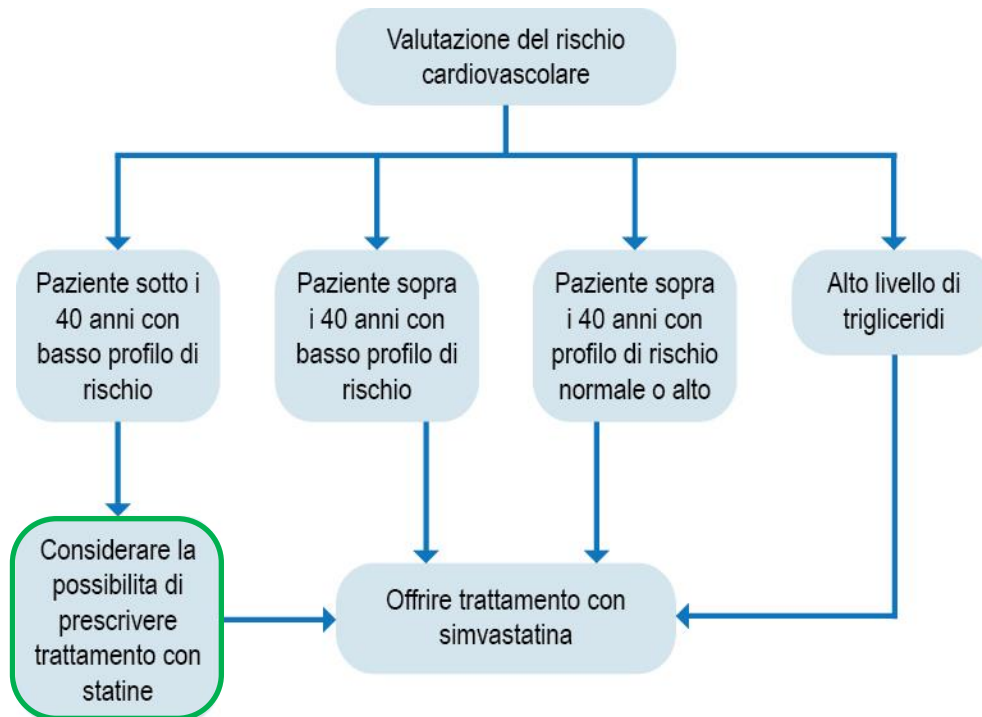 Valutazione del rischio
cardiovascolare
Paziente sotto i
40 anni con
basso profilo di
rischio
Paziente sopra
i 40 anni con
basso profilo di
rischio
Paziente sopra
i 40 anni con
profilo di rischio
normale o alto
Alto livello di
trigliceridi
Considerare la
possibilita di
prescrivere
trattamento con
statine
Offrire trattamento con
simvastatina